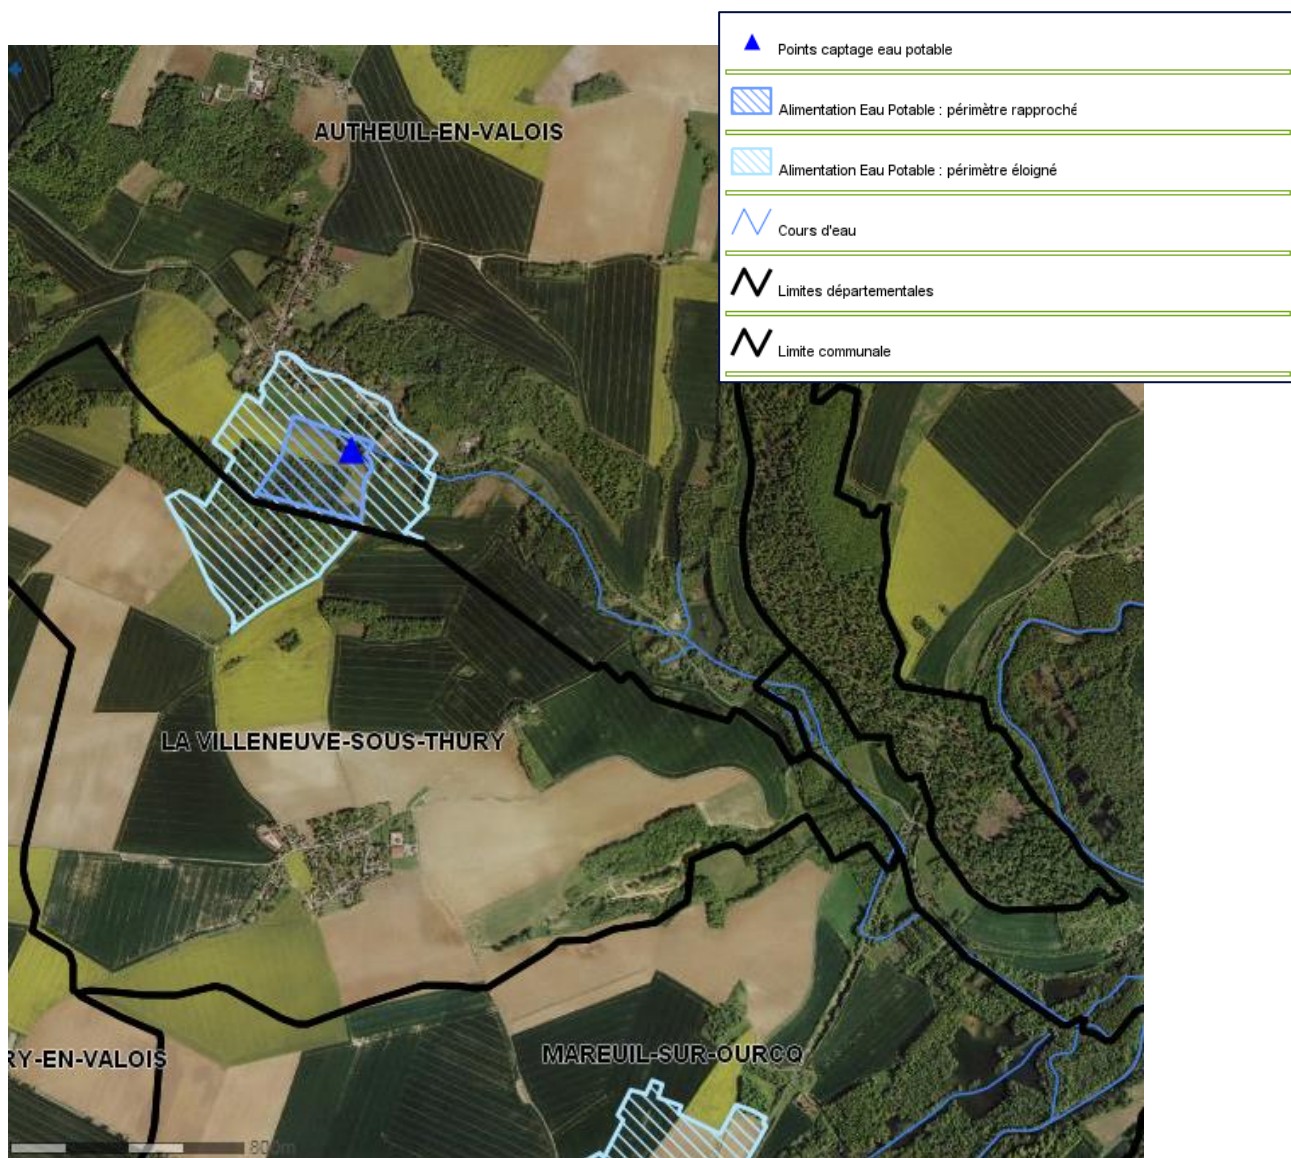 Points captage eau potable
Alimentation Eau Potable : périmètre rapproché
Alimentation Eau Potable : périmètre éloigné
Cours d'eau
Limites départementales
Limite communale
AUTHEUIL-EN-VALOIS
LA VILLENEUVE-SOUS-THURY
RY-EN-VALOIS
MAREUIL-SUR-OURCQ
800m